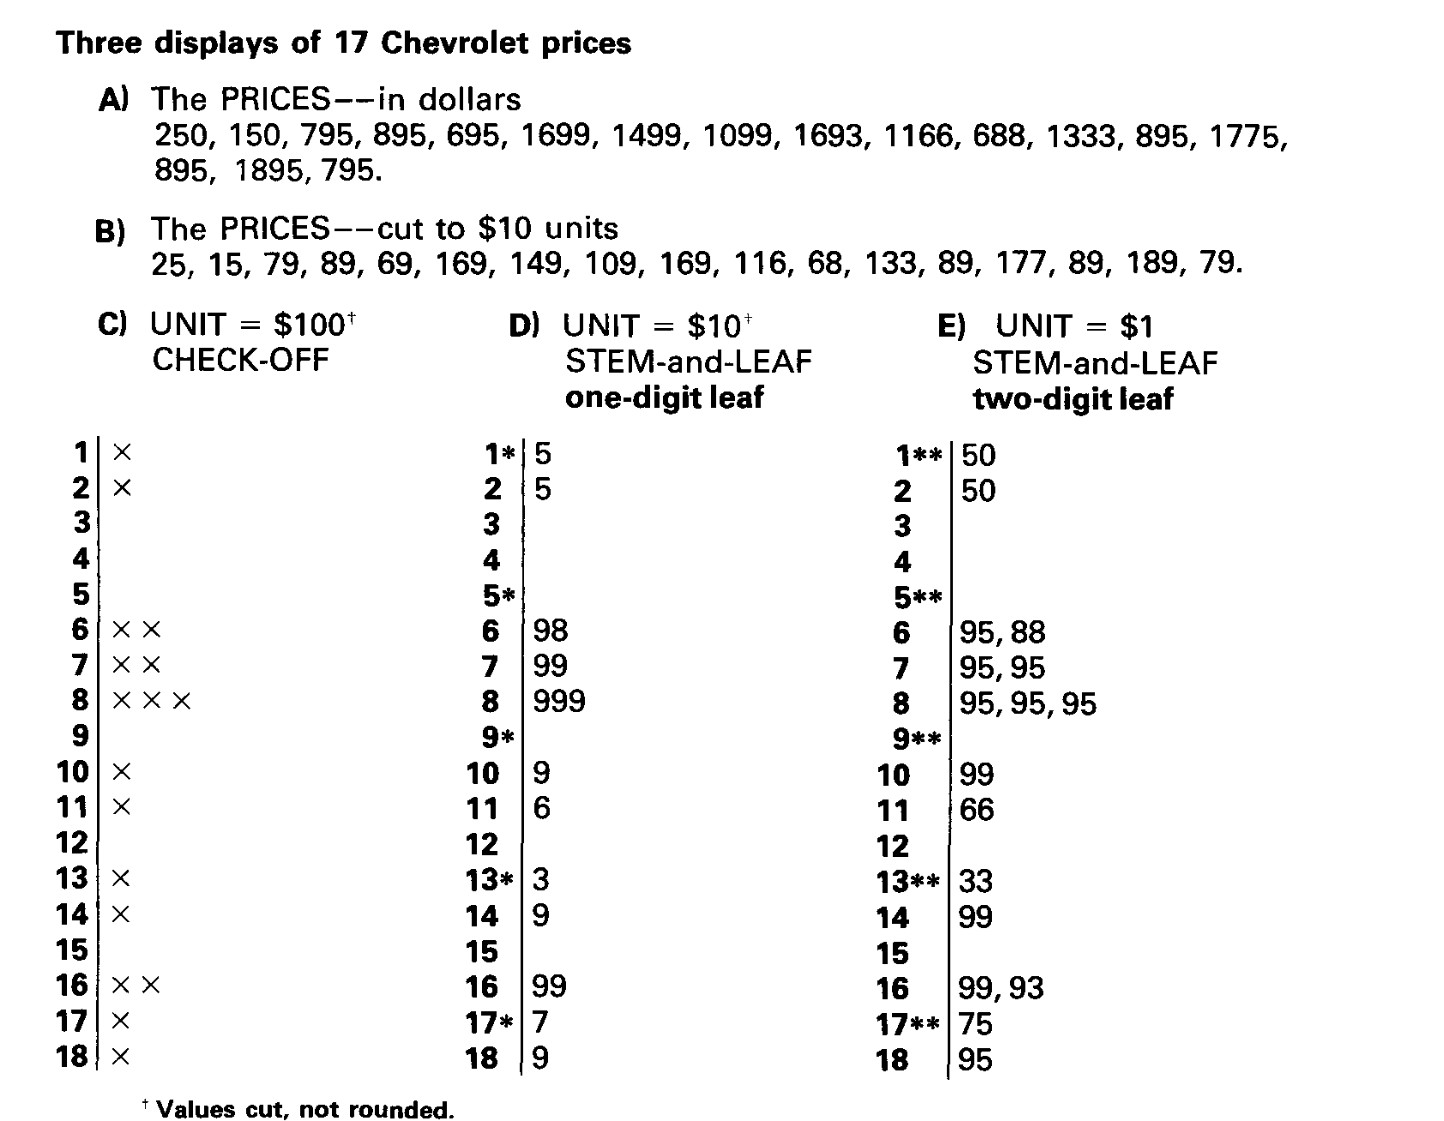 Three displays of 17 Chevrolet prices
A) The PRICES--in dollars
250, 150, 795, 895, 695, 1699, 1499, 1099, 1693, 1166, 688, 1333, 895, 1775,
895, 1895, 795.
B) The PRICES--cut to $10 units
25, 15, 79, 89, 69, 169, 149, 109, 169, 116, 68, 133, 89, 177, 89, 189, 79.
C) UNIT = $100† D) UNIT = $10† E) UNIT = $1
CHECK-OFF STEM-and-LEAF STEM-and-LEAF
one-digit leaf two-digit leaf
1 × 1* 5 1** 50
2 × 2 5 2 50
3 3 3
4 4 4
5 5* 5**
6 × × 6 98 6 95, 88
7 × × 7 99 7 95, 95
8 × × × 8 999 8 95, 95, 95
9 9* 9**
10 × 10 9 10 99
11 × 11 6 11 66
12 12 12
13 × 13* 3 13** 33
14 × 14 9 14 99
15 15 15
16 × × 16 99 16 99, 93
17 × 17* 7 17** 75
18 × 18 9 18 95
† Values cut, not rounded.